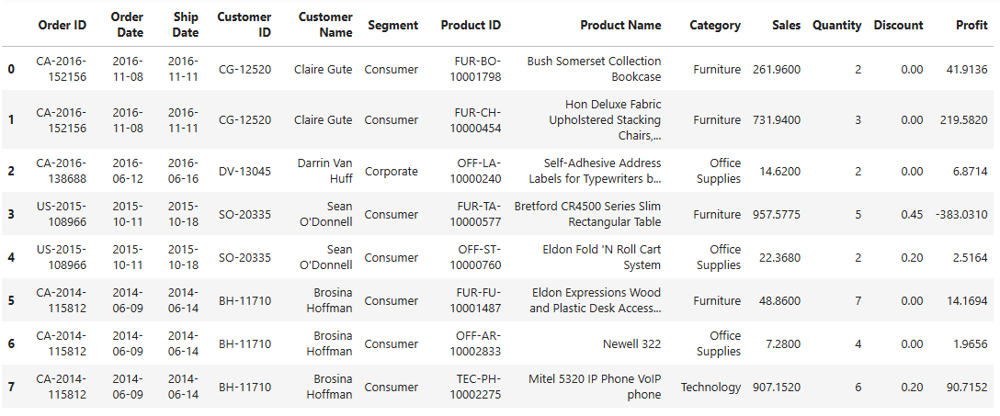 Order ID Order Date Ship Date Customer ID Customer Name Segment Product ID Product Name Category Sales Quantity Discount Profit
0 CA-2016-152156 2016-11-08 2016-11-11 CG-12520 Claire Gute Consumer FUR-BO-10001798 Bush Somerset Collection Bookcase Furniture 261.9600 2 0.00 41.9136
1 CA-2016-152156 2016-11-08 2016-11-11 CG-12520 Claire Gute Consumer FUR-CH-10000454 Hon Deluxe Fabric Upholstered Stacking Chairs,... Furniture 731.9400 3 0.00 219.5820
2 CA-2016-138688 2016-06-12 2016-06-16 DV-13045 Darrin Van Huff Corporate OFF-LA-10000240 Self-Adhesive Address Labels for Typewriters b... Office Supplies 14.6200 2 0.00 6.8714
3 US-2015-108966 2015-10-11 2015-10-18 SO-20335 Sean O'Donnell Consumer FUR-TA-10000577 Bretford CR4500 Series Slim Rectangular Table Furniture 957.5775 5 0.45 -383.0310
4 US-2015-108966 2015-10-11 2015-10-18 SO-20335 Sean O'Donnell Consumer OFF-ST-10000760 Eldon Fold 'N Roll Cart System Office Supplies 22.3680 2 0.20 2.5164
5 CA-2014-115812 2014-06-09 2014-06-14 BH-11710 Brosina Hoffman Consumer FUR-FU-10001487 Eldon Expressions Wood and Plastic Desk Access... Furniture 48.8600 7 0.00 14.1694
6 CA-2014-115812 2014-06-09 2014-06-14 BH-11710 Brosina Hoffman Consumer OFF-AR-10002833 Newell 322 Office Supplies 7.2800 4 0.00 1.9656
7 CA-2014-115812 2014-06-09 2014-06-14 BH-11710 Brosina Hoffman Consumer TEC-PH-10002275 Mitel 5320 IP Phone VoIP phone Technology 907.1520 6 0.20 90.7152